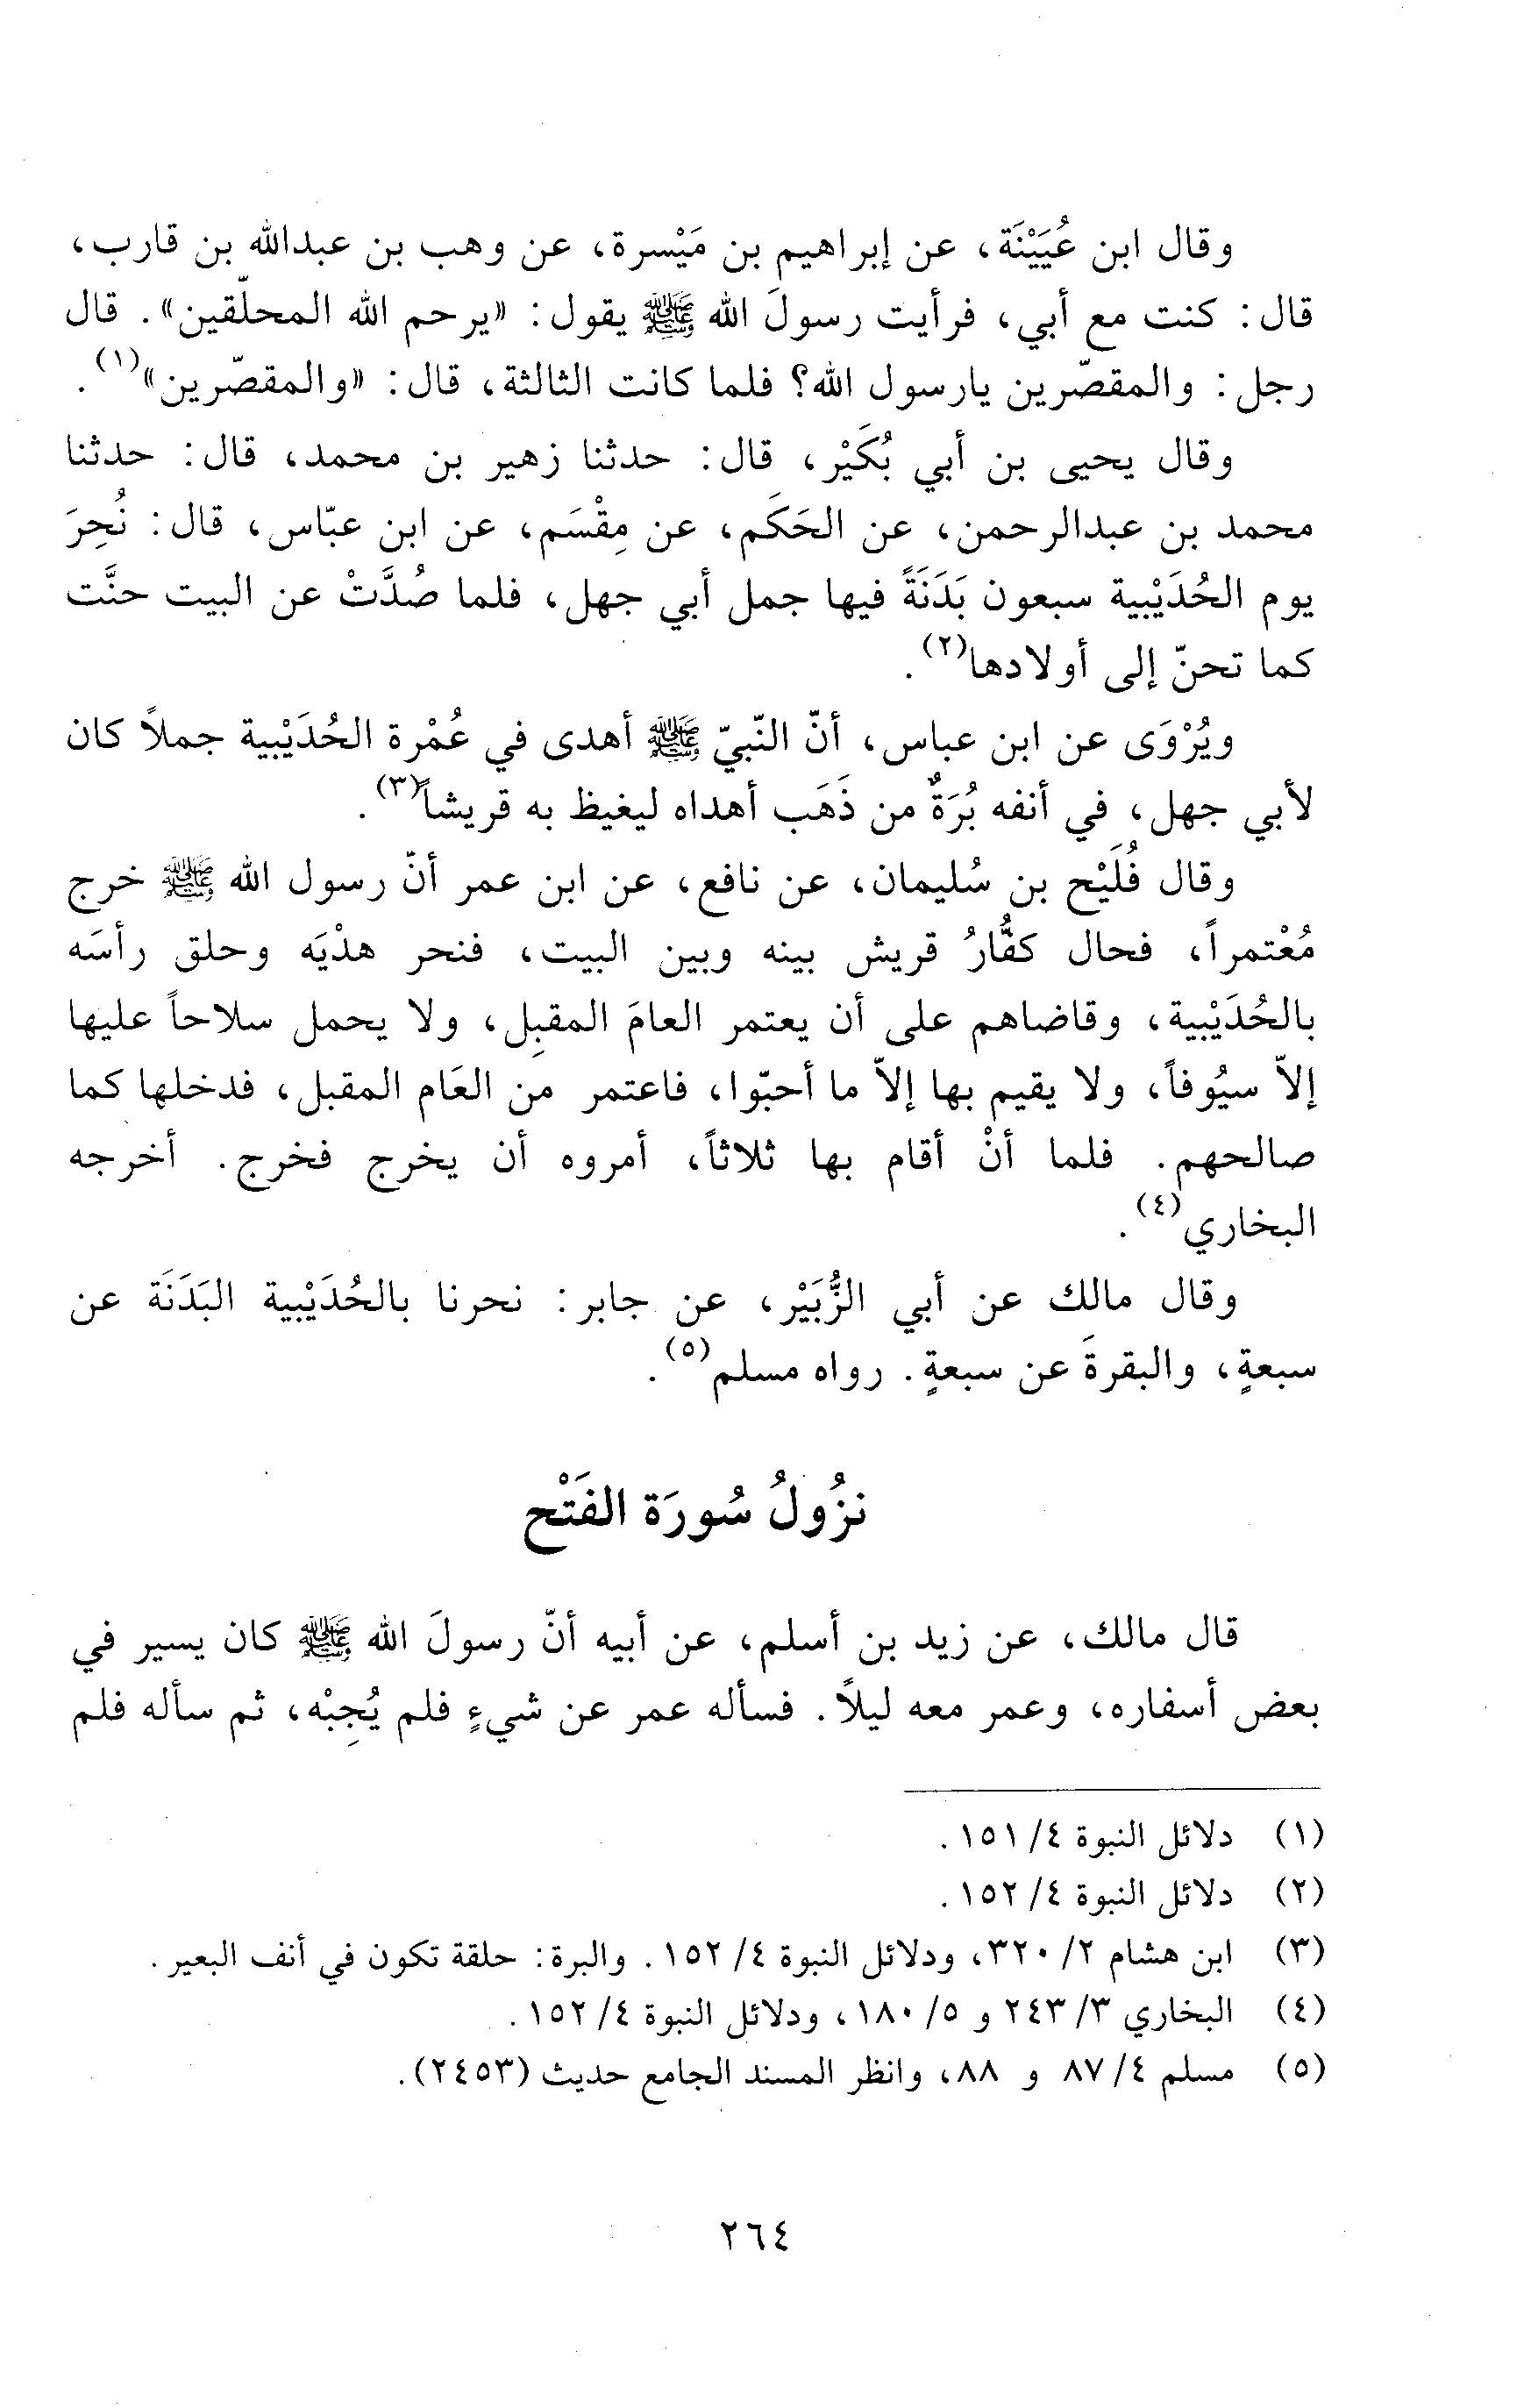 وقال ابن عُيَيْنَة، عن إبراهيم بن مَيْسرة، عن وهب بن عبدالله بن قارب،
قال: كنت مع أبي، فرأيت رسولَ الله ﷺ يقول: «يرحم الله المحلّقين». قال
رجل: والمقصّرين يارسول الله؟ فلما كانت الثالثة، قال: «والمقصّرين»(١).
وقال يحيى بن أبي بُكَيْر، قال: حدثنا زهير بن محمد، قال: حدثنا
محمد بن عبدالرحمن، عن الحَكَم، عن مِقْسَم، عن ابن عبّاس، قال: نُحِرَ
يوم الحُدَيْبية سبعون بَدَنَةً فيها جمل أبي جهل، فلما صُدَّتْ عن البيت حنَّت
كما تحنّ إلى أولادها(٢).
ويُرْوَى عن ابن عباس، أنّ النّبيّ ﷺ أهدى في عُمْرة الحُدَيْبية جملاً كان
لأبي جهل، في أنفه بُرَةٌ من ذَهَب أهداه ليغيظ به قريشاً(٣).
وقال فُلَيْح بن سُليمان، عن نافع، عن ابن عمر أنّ رسول الله ﷺ خرج
مُعْتمراً، فحال كفَّارُ قريش بينه وبين البيت، فنحر هدْيَه وحلق رأسَه
بالحُدَيْبية، وقاضاهم على أن يعتمر العامَ المقبِل، ولا يحمل سلاحاً عليها
إلاّ سيُوفاً، ولا يقيم بها إلاّ ما أحبّوا، فاعتمر من العَام المقبل، فدخلها كما
صالحهم. فلما أنْ أقام بها ثلاثاً، أمروه أن يخرج فخرج. أخرجه
البخاري(٤).
وقال مالك عن أبي الزُّبَيْر، عن جابر: نحرنا بالحُدَيْبية البَدَنَة عن
سبعةٍ، والبقرةَ عن سبعةٍ. رواه مسلم(٥).
نزُولُ سُورَة الفَتْح
قال مالك، عن زيد بن أسلم، عن أبيه أنّ رسولَ الله ﷺ كان يسير في
بعض أسفاره، وعمر معه ليلاً. فسأله عمر عن شيءٍ فلم يُجِبْه، ثم سأله فلم
(١) دلائل النبوة ٤/ ١٥١.
(٢) دلائل النبوة ٤/ ١٥٢.
(٣) ابن هشام ٢/ ٣٢٠، ودلائل النبوة ٤/ ١٥٢. والبرة: حلقة تكون في أنف البعير.
(٤) البخاري ٣/ ٢٤٣ و ٥/ ١٨٠، ودلائل النبوة ٤/ ١٥٢.
(٥) مسلم ٤/ ٨٧ و ٨٨، وانظر المسند الجامع حديث (٢٤٥٣).
٢٦٤